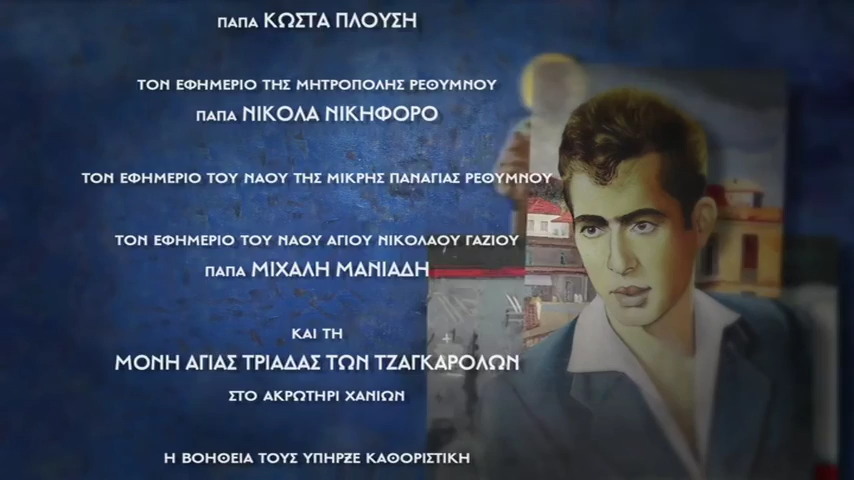 ΠΑΠΑ ΚΩΣΤΑ ΠΛΟΥΣΗ
ΤΟΝ ΕΦΗΜΕΡΙΟ ΤΗΣ ΜΗΤΡΟΠΟΛΗΣ ΡΕΘΥΜΝΟΥ
ΠΑΠΑ ΝΙΚΟΛΑ ΝΙΚΗΦΟΡΟ
ΤΟΝ ΕΦΗΜΕΡΙΟ ΤΟΥ ΝΑΟΥ ΤΗΣ ΜΙΚΡΗΣ ΠΑΝΑΓΙΑΣ ΡΕΘΥΜΝΟΥ
ΤΟΝ ΕΦΗΜΕΡΙΟ ΤΟΥ ΝΑΟΥ ΑΓΙΟΥ ΝΙΚΟΛΑΟΥ ΓΑΖΙΟΥ
ΠΑΠΑ ΜΙΧΑΛΗ ΜΑΝΙΑΔΗ
ΚΑΙ ΤΗ
ΜΟΝΗ ΑΓΙΑΣ ΤΡΙΑΔΑΣ ΤΩΝ ΤΖΑΓΚΑΡΟΛΩΝ
ΣΤΟ ΑΚΡΩΤΗΡΙ ΧΑΝΙΩΝ
Η ΒΟΗΘΕΙΑ ΤΟΥΣ ΥΠΗΡΞΕ ΚΑΘΟΡΙΣΤΙΚΗ